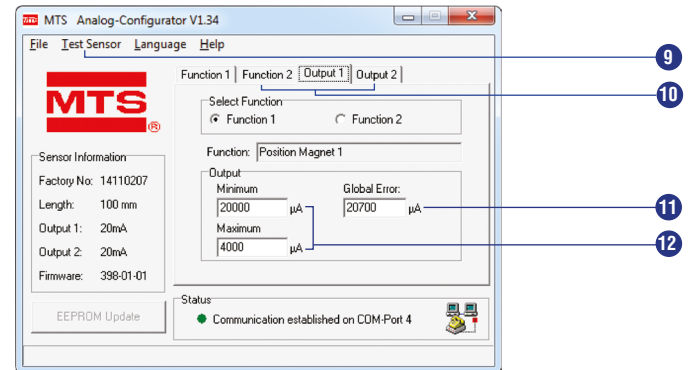 MTS Analog-Configurator V1.34
File Test Sensor Language Help
9
Function 1 Function 2 Output 1 Output 2
10
MTS
®
Select Function
Function 1 Function 2
Function: Position Magnet 1
Sensor Information
Factory No: 14110207
Length: 100 mm
Output 1: 20mA
Output 2: 20mA
Firmware: 398-01-01
Output
Minimum Global Error:
20000 µA 20700 µA
11
Maximum
4000 µA
12
EEPROM Update
Status
Communication established on COM-Port 4